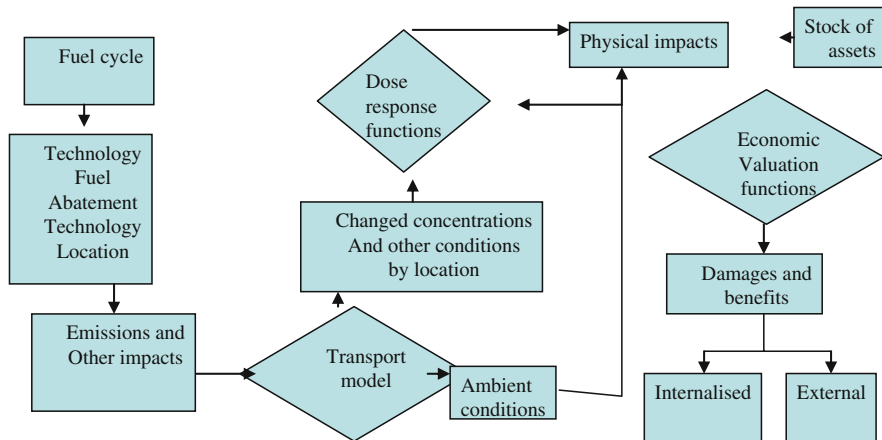 Fuel cycle
Technology
Fuel
Abatement
Technology
Location
Emissions and
Other impacts
Transport
model
Changed concentrations
And other conditions
by location
Dose
response
functions
Ambient
conditions
Physical impacts
Stock of
assets
Economic
Valuation
functions
Damages and
benefits
Internalised
External